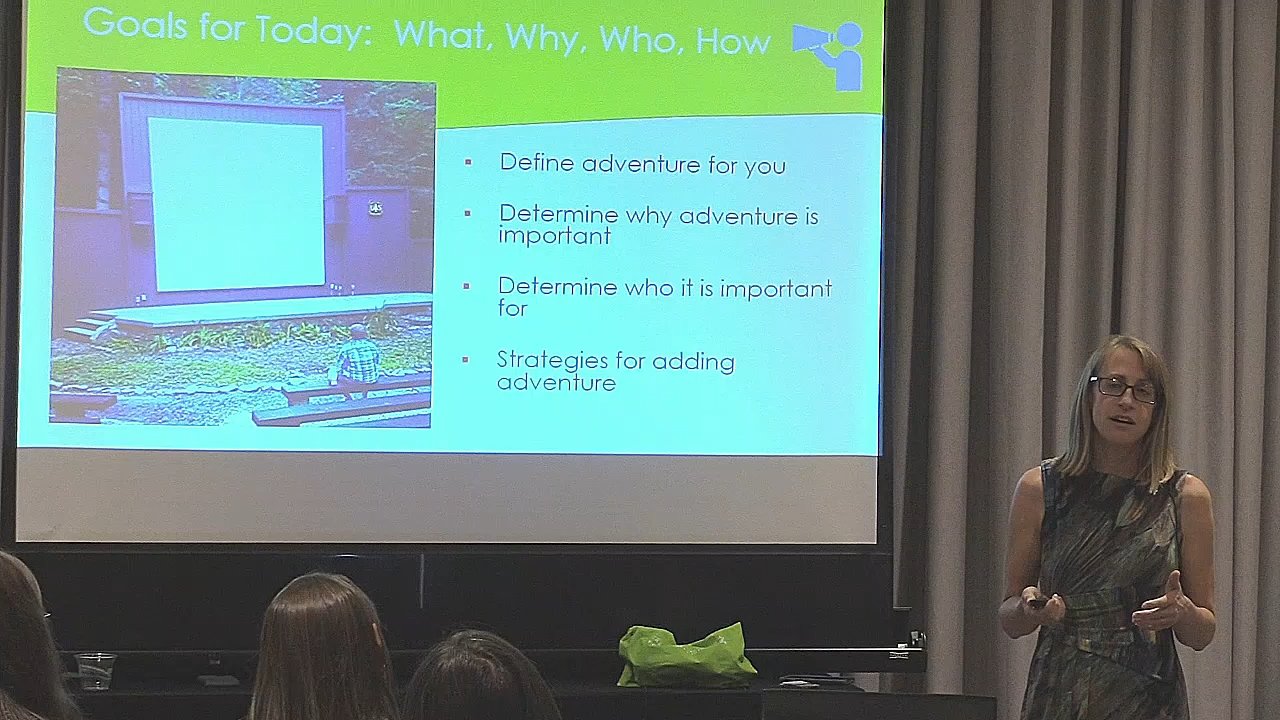 Goals for Today: What, Why, Who, How
Define adventure for you
Determine why adventure is
important
Determine who it is important
for
Strategies for adding
adventure